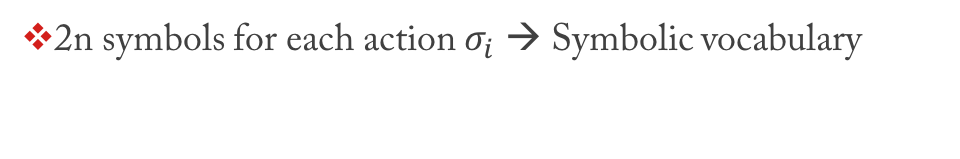 ❖2n symbols for each action σᵢ → Symbolic vocabulary